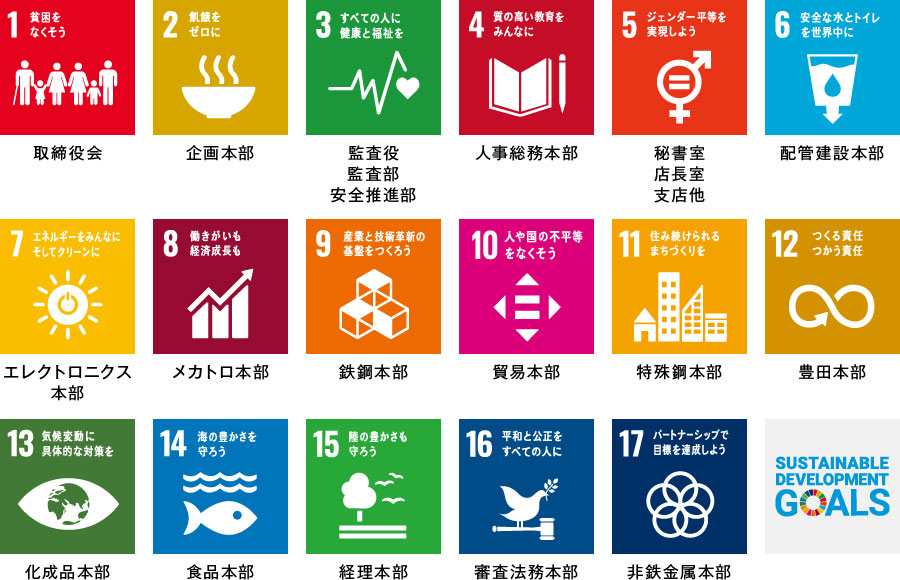 1 貧困を
なくそう
取締役会
2 飢餓を
ゼロに
企画本部
3 すべての人に
健康と福祉を
監査役
監査部
安全推進部
4 質の高い教育を
みんなに
人事総務本部
5 ジェンダー平等を
実現しよう
秘書室
店長室
支店他
6 安全な水とトイレ
を世界中に
配管建設本部
7 エネルギーをみんなに
そしてクリーンに
エレクトロニクス
本部
8 働きがいも
経済成長も
メカトロ本部
9 産業と技術革新の
基盤をつくろう
鉄鋼本部
10 人や国の不平等
をなくそう
貿易本部
11 住み続けられる
まちづくりを
特殊鋼本部
12 つくる責任
つかう責任
豊田本部
13 気候変動に
具体的な対策を
化成品本部
14 海の豊かさを
守ろう
食品本部
15 陸の豊かさも
守ろう
経理本部
16 平和と公正を
すべての人に
審査法務本部
17 パートナーシップで
目標を達成しよう
非鉄金属本部
SUSTAINABLE
DEVELOPMENT
GOALS